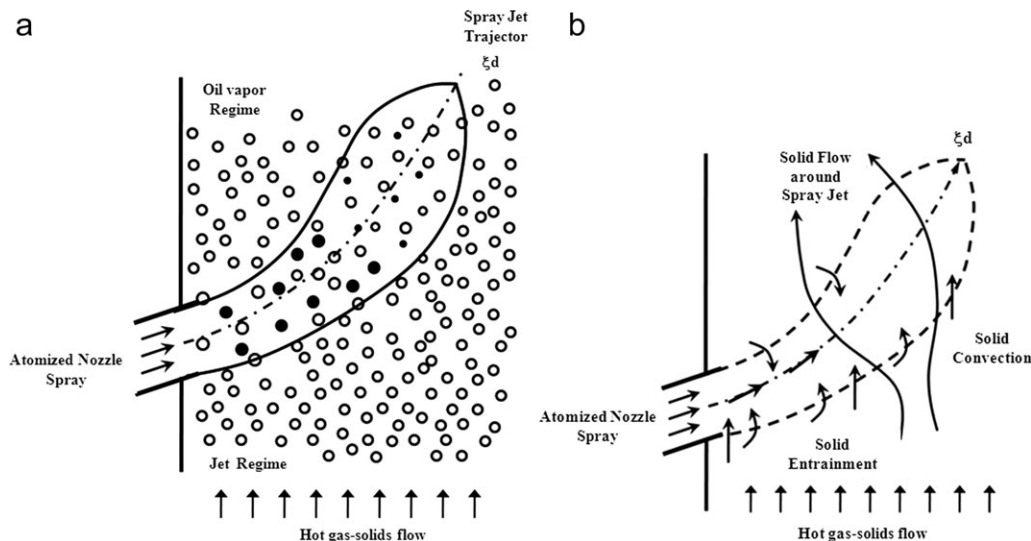 a
Spray Jet
Trajector
ξd
Oil vapor
Regime
Atomized Nozzle
Spray
Jet Regime
Hot gas-solids flow
b
ξd
Solid Flow
around
Spray Jet
Solid
Convection
Atomized Nozzle
Spray
Solid
Entrainment
Hot gas-solids flow